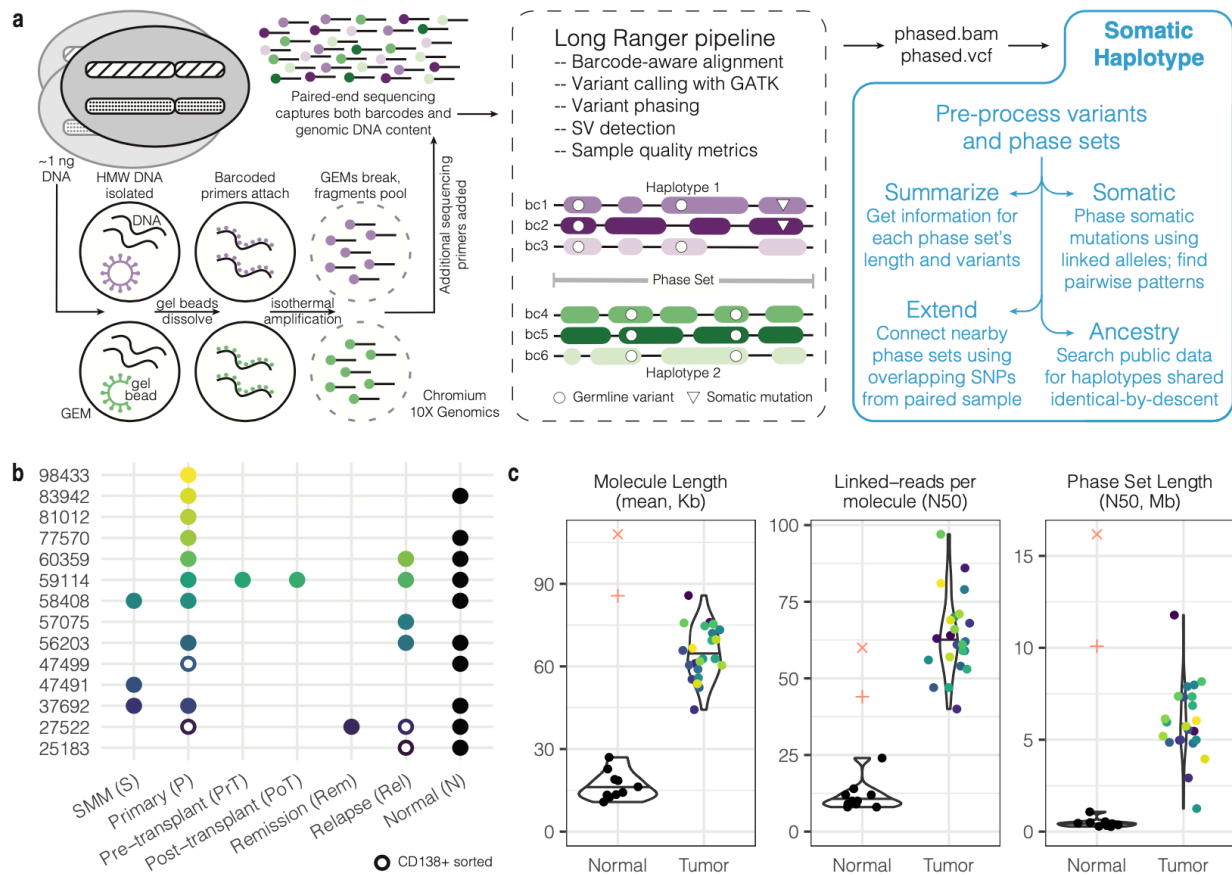 a
Paired-end sequencing
captures both barcodes and
genomic DNA content
~1 ng
DNA
HMW DNA
isolated
Barcoded
primers attach
GEMs break,
fragments pool
DNA
gel beads
dissolve
isothermal
amplification
Additional sequencing
primers added
gel
bead
GEM
Chromium
10X Genomics
Long Ranger pipeline
-- Barcode-aware alignment
-- Variant calling with GATK
-- Variant phasing
-- SV detection
-- Sample quality metrics
Haplotype 1
bc1
bc2
bc3
Phase Set
bc4
bc5
bc6
Haplotype 2
Germline variant
Somatic mutation
phased.bam
phased.vcf
Somatic
Haplotype
Pre-process variants
and phase sets
Summarize
Get information for
each phase set's
length and variants
Somatic
Phase somatic
mutations using
linked alleles; find
pairwise patterns
Extend
Connect nearby
phase sets using
overlapping SNPs
from paired sample
Ancestry
Search public data
for haplotypes shared
identical-by-descent
b
98433
83942
81012
77570
60359
59114
58408
57075
56203
47499
47491
37692
27522
25183
SMM (S)
Primary (P)
Pre-transplant (PrT)
Post-transplant (PoT)
Remission (Rem)
Relapse (Rel)
Normal (N)
CD138+ sorted
c
Molecule Length
(mean, Kb)
90
60
30
0
Normal
Tumor
Linked-reads per
molecule (N50)
100
75
50
25
0
Normal
Tumor
Phase Set Length
(N50, Mb)
15
10
5
0
Normal
Tumor